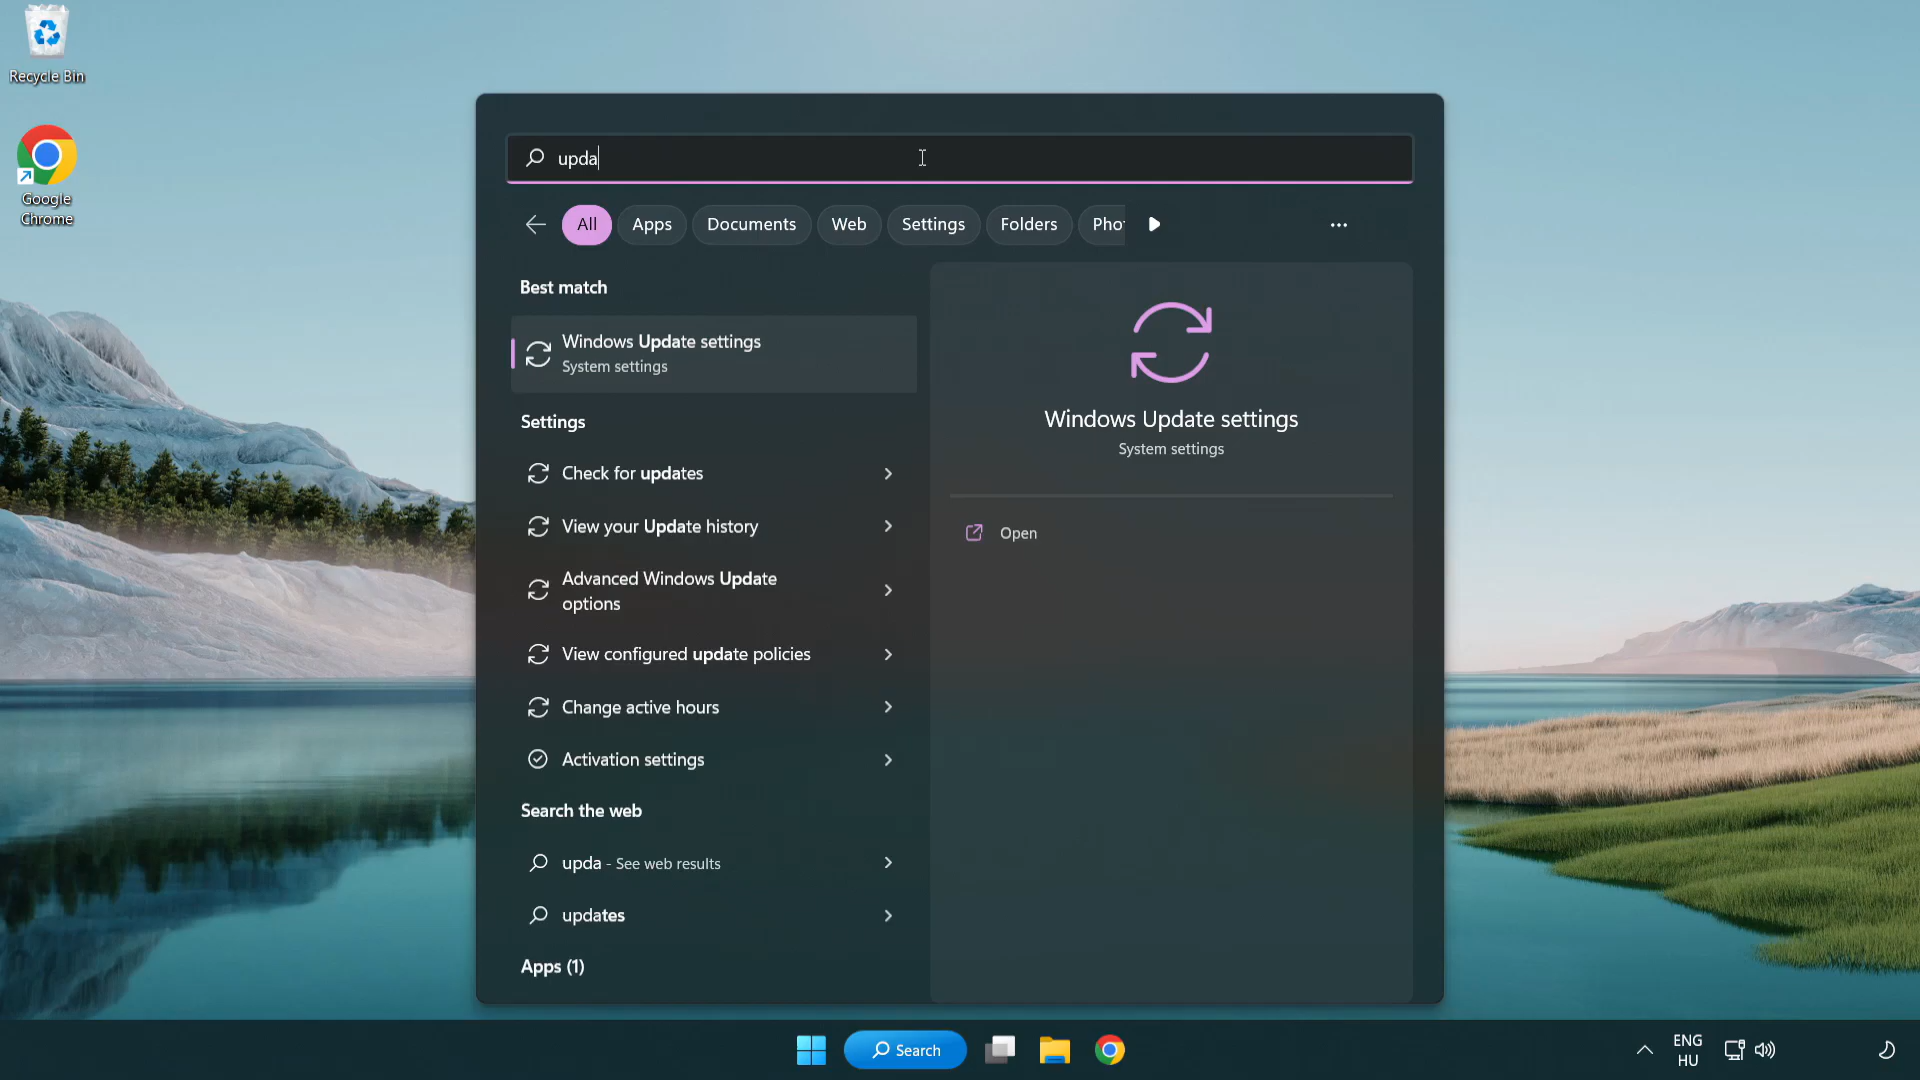 Recycle Bin
Google
Chrome
upda
All Apps Documents Web Settings Folders Pho
Best match
Windows Update settings
System settings
Settings
Check for updates
View your Update history
Advanced Windows Update
options
View configured update policies
Change active hours
Activation settings
Search the web
upda - See web results
updates
Apps (1)
Windows Update settings
System settings
Open
Search
ENG
HU